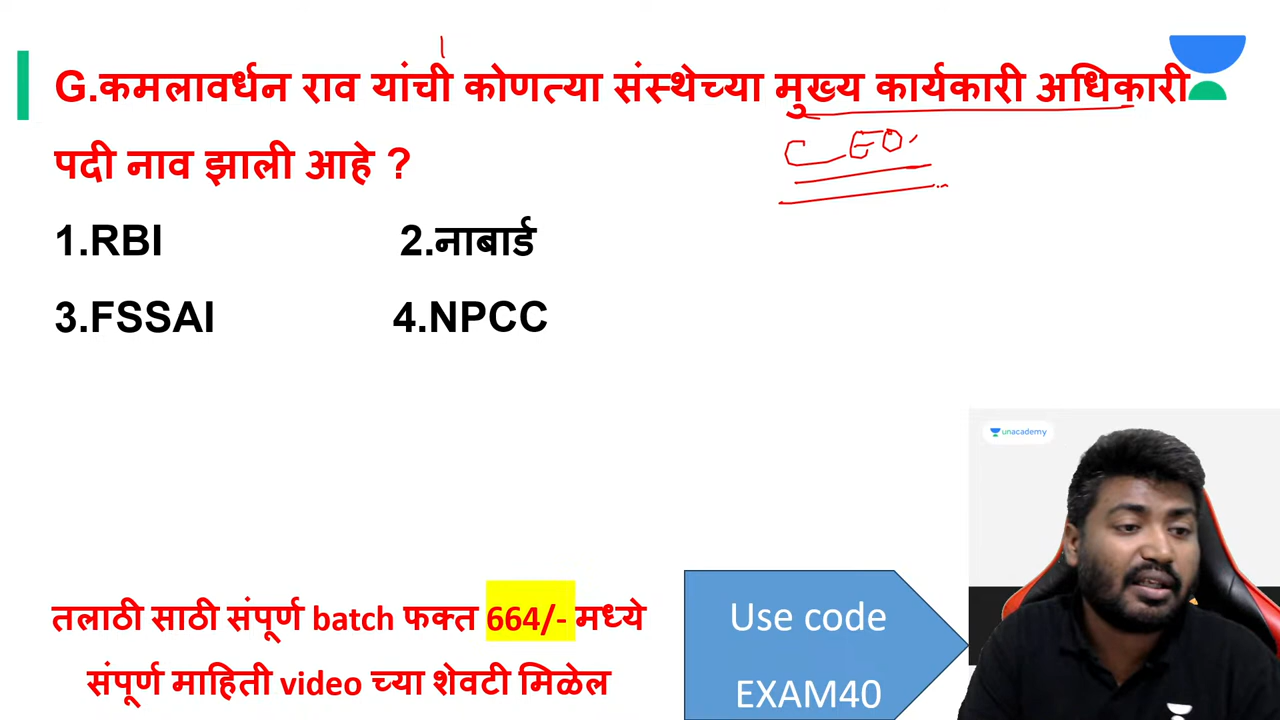 G.कमलावर्धन राव यांची कोणत्या संस्थेच्या मुख्य कार्यकारी अधिकारी
CEO.
पदी नाव झाली आहे ?
1.RBI 2.नाबार्ड
3.FSSAI 4.NPCC
unacademy
तलाठी साठी संपूर्ण batch फक्त 664/- मध्ये
संपूर्ण माहिती video च्या शेवटी मिळेल
Use code
EXAM40